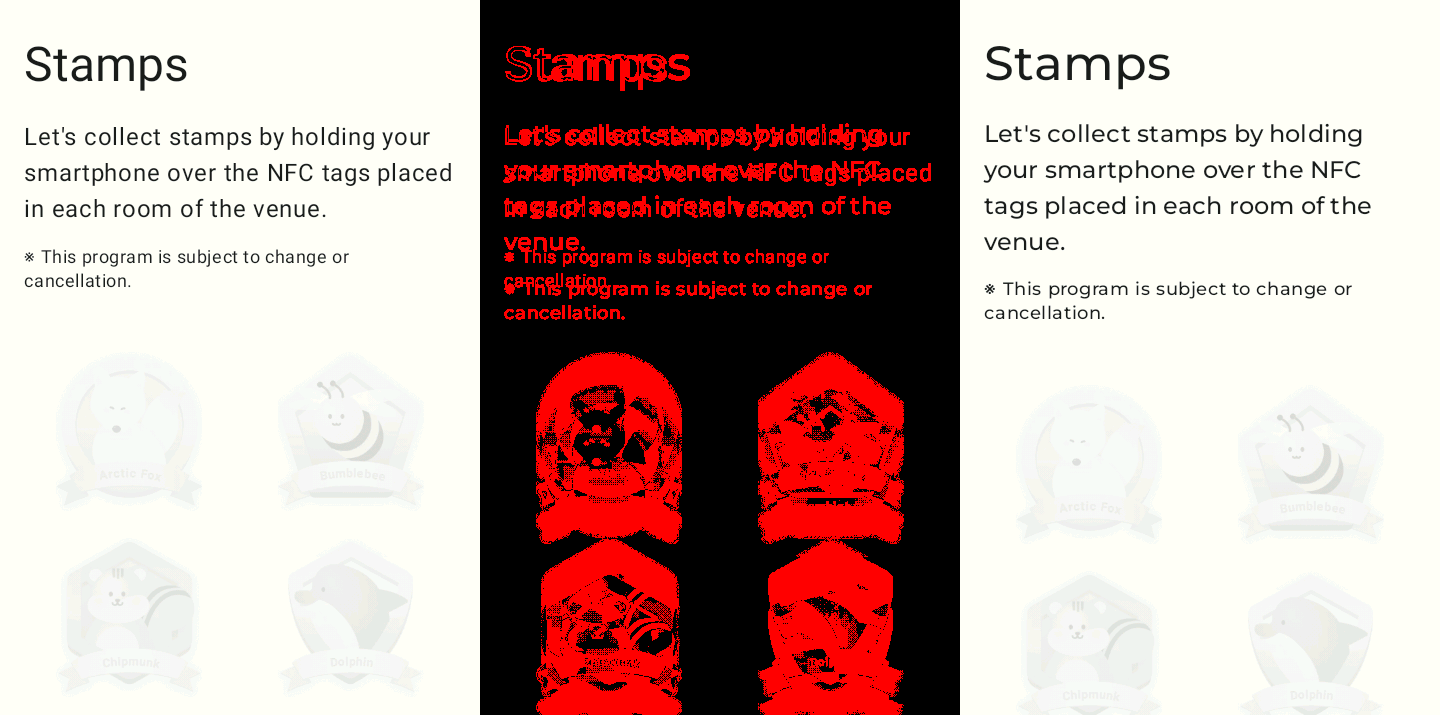 Stamps
Let's collect stamps by holding your
smartphone over the NFC tags placed
in each room of the venue.
※ This program is subject to change or
cancellation.
Arctic Fox
Bumblebee
Chipmunk
Dolphin
Stamps
venue.
※ This program is subject to change or
cancellation
※ This program is subject to change or
cancellation.
Stamps
Let's collect stamps by holding
your smartphone over the NFC
tags placed in each room of the
venue.
※ This program is subject to change or
cancellation.
Arctic Fox
Bumblebee
Chipmunk
Dolphin